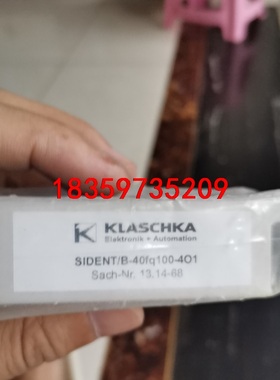 18359735209
KLASCHKA
Elektronik + Automation
SIDENT/B-40fq100-4O1
Sach-Nr. 13.14-68